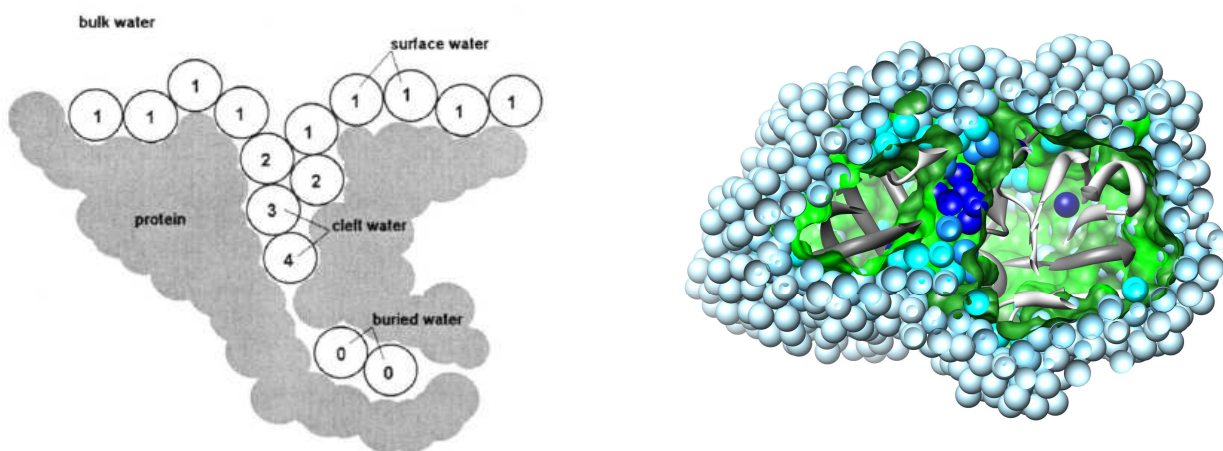 bulk water
surface water
1 1 1 1 1 1 1 1 1
2 2
protein
3
cleft water
4
buried water
0 0